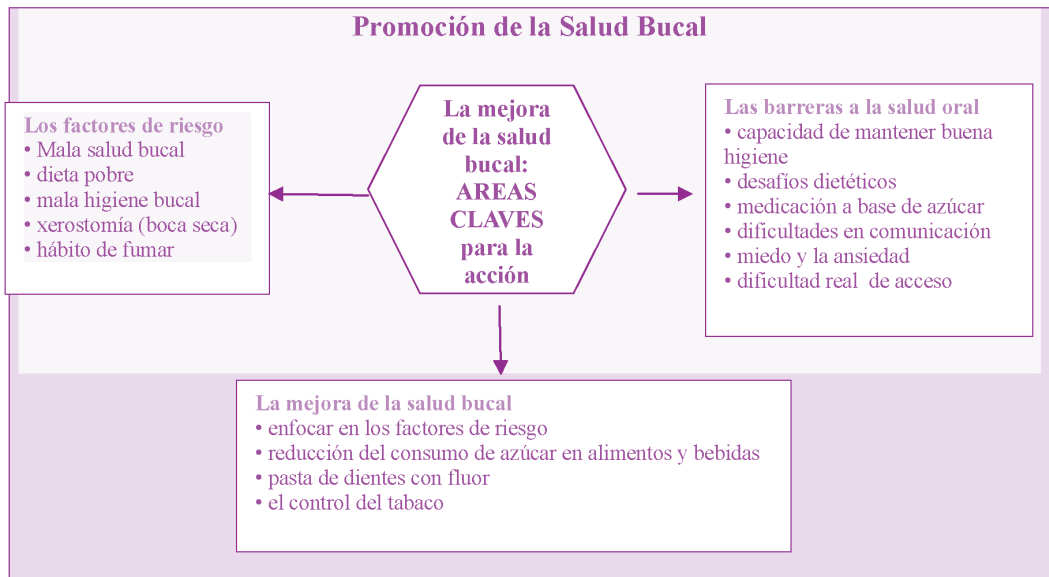 Promoción de la Salud Bucal
Los factores de riesgo
• Mala salud bucal
• dieta pobre
• mala higiene bucal
• xerostomía (boca seca)
• hábito de fumar
La mejora
de la salud
bucal:
AREAS
CLAVES
para la
acción
Las barreras a la salud oral
• capacidad de mantener buena
higiene
• desafíos dietéticos
• medicación a base de azúcar
• dificultades en comunicación
• miedo y la ansiedad
• dificultad real de acceso
La mejora de la salud bucal
• enfocar en los factores de riesgo
• reducción del consumo de azúcar en alimentos y bebidas
• pasta de dientes con fluor
• el control del tabaco